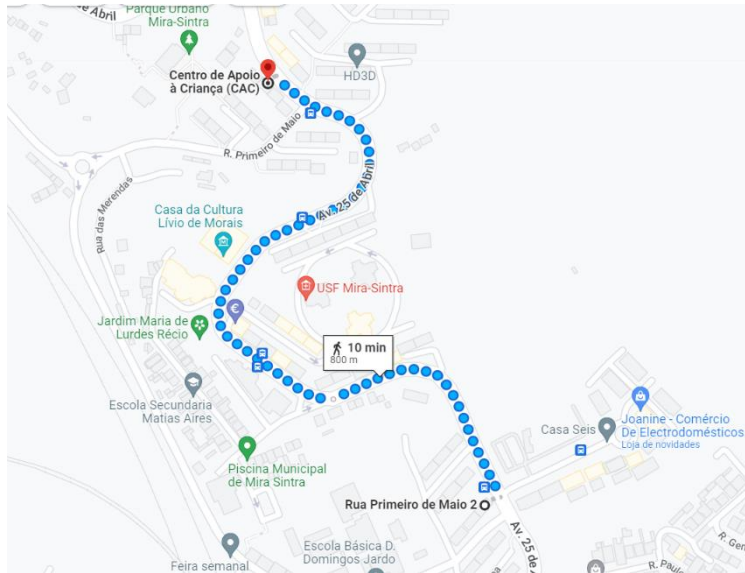 Parque Urbano
Mira-Sintra
de Abril
Centro de Apoio
à Criança (CAC)
HD3D
R. Primeiro de Maio
Rua das Merendas
Av. 25 de Abril
Casa da Cultura
Lívio de Morais
USF Mira-Sintra
€
Jardim Maria de
Lurdes Récio
10 min
800 m
Escola Secundaria
Matias Aires
Joanine - Comércio
De Electrodomésticos
Loja de novidades
Casa Seis
Piscina Municipal
de Mira Sintra
Rua Primeiro de Maio 2
Av. 25 de A
Escola Básica D.
Domingos Jardo
Feira semanal
R. Paulo
R. Gen